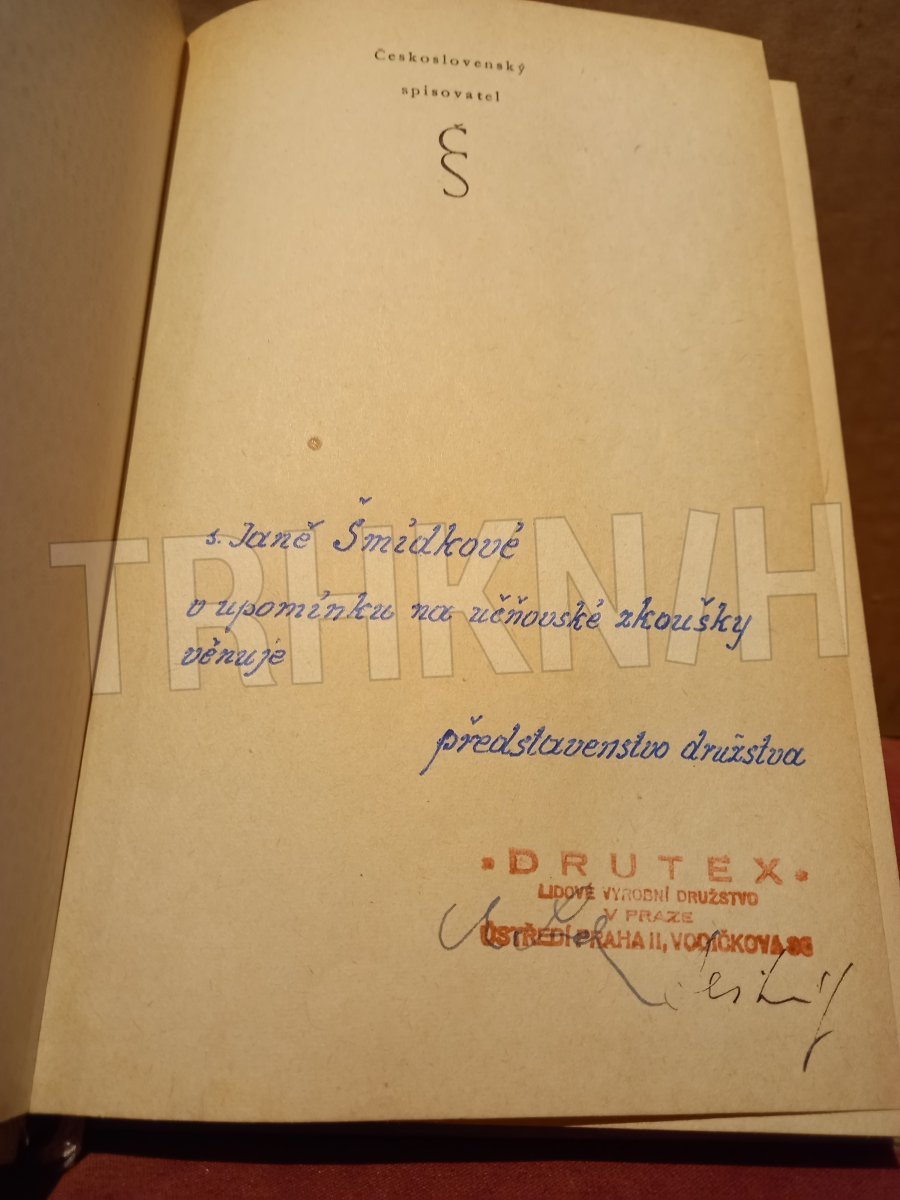 Československý
spisovatel
ČS
s. Janě Šmídkové
v upomínku na učňovské zkoušky
věnuje
představenstvo družstva
• DRUTEX •
LIDOVÉ VÝROBNÍ DRUŽSTVO
V PRAZE
ÚSTŘEDÍ PRAHA II, VODIČKOVA
TRHKNIH